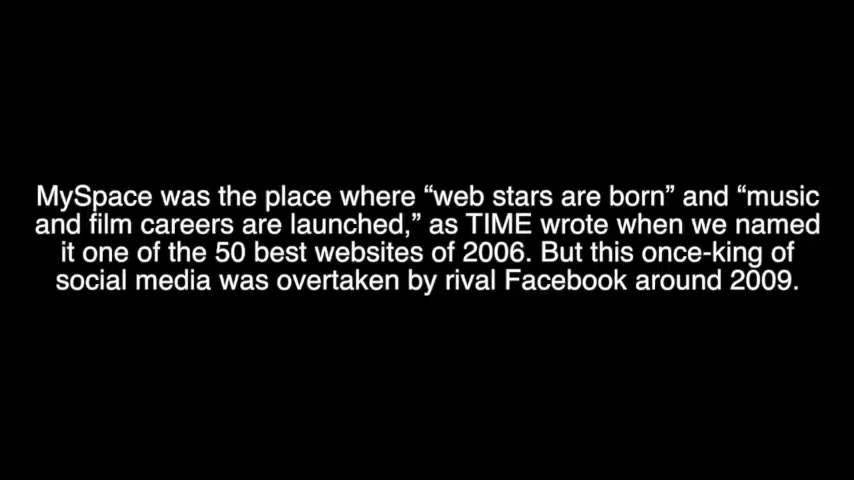 MySpace was the place where “web stars are born” and “music
and film careers are launched,” as TIME wrote when we named
it one of the 50 best websites of 2006. But this once-king of
social media was overtaken by rival Facebook around 2009.